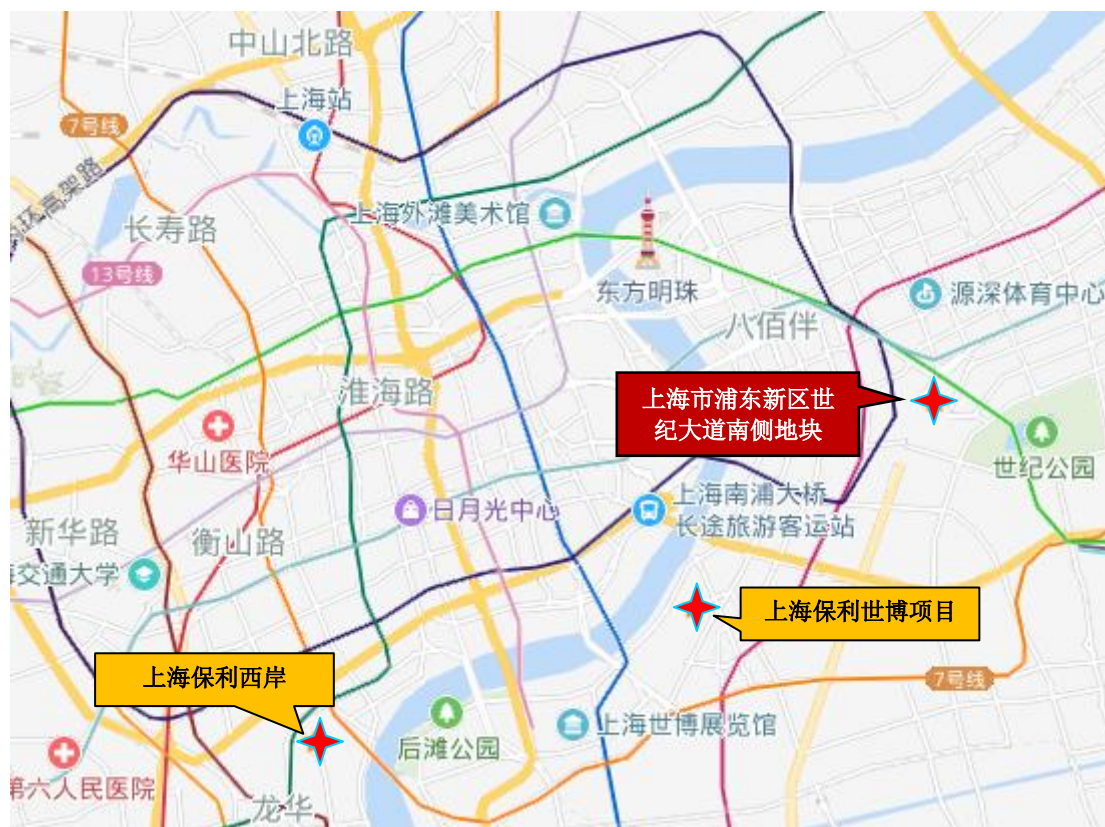 中山北路
上海站
7号线
环高架路
长寿路
上海外滩美术馆
13号线
东方明珠
源深体育中心
八佰伴
淮海路
上海市浦东新区世
纪大道南侧地块
华山医院
世纪公园
日月光中心
上海南浦大桥
长途旅游客运站
新华路
衡山路
交通大学
上海保利世博项目
上海保利西岸
7号线
后滩公园
上海世博展览馆
第六人民医院
龙华